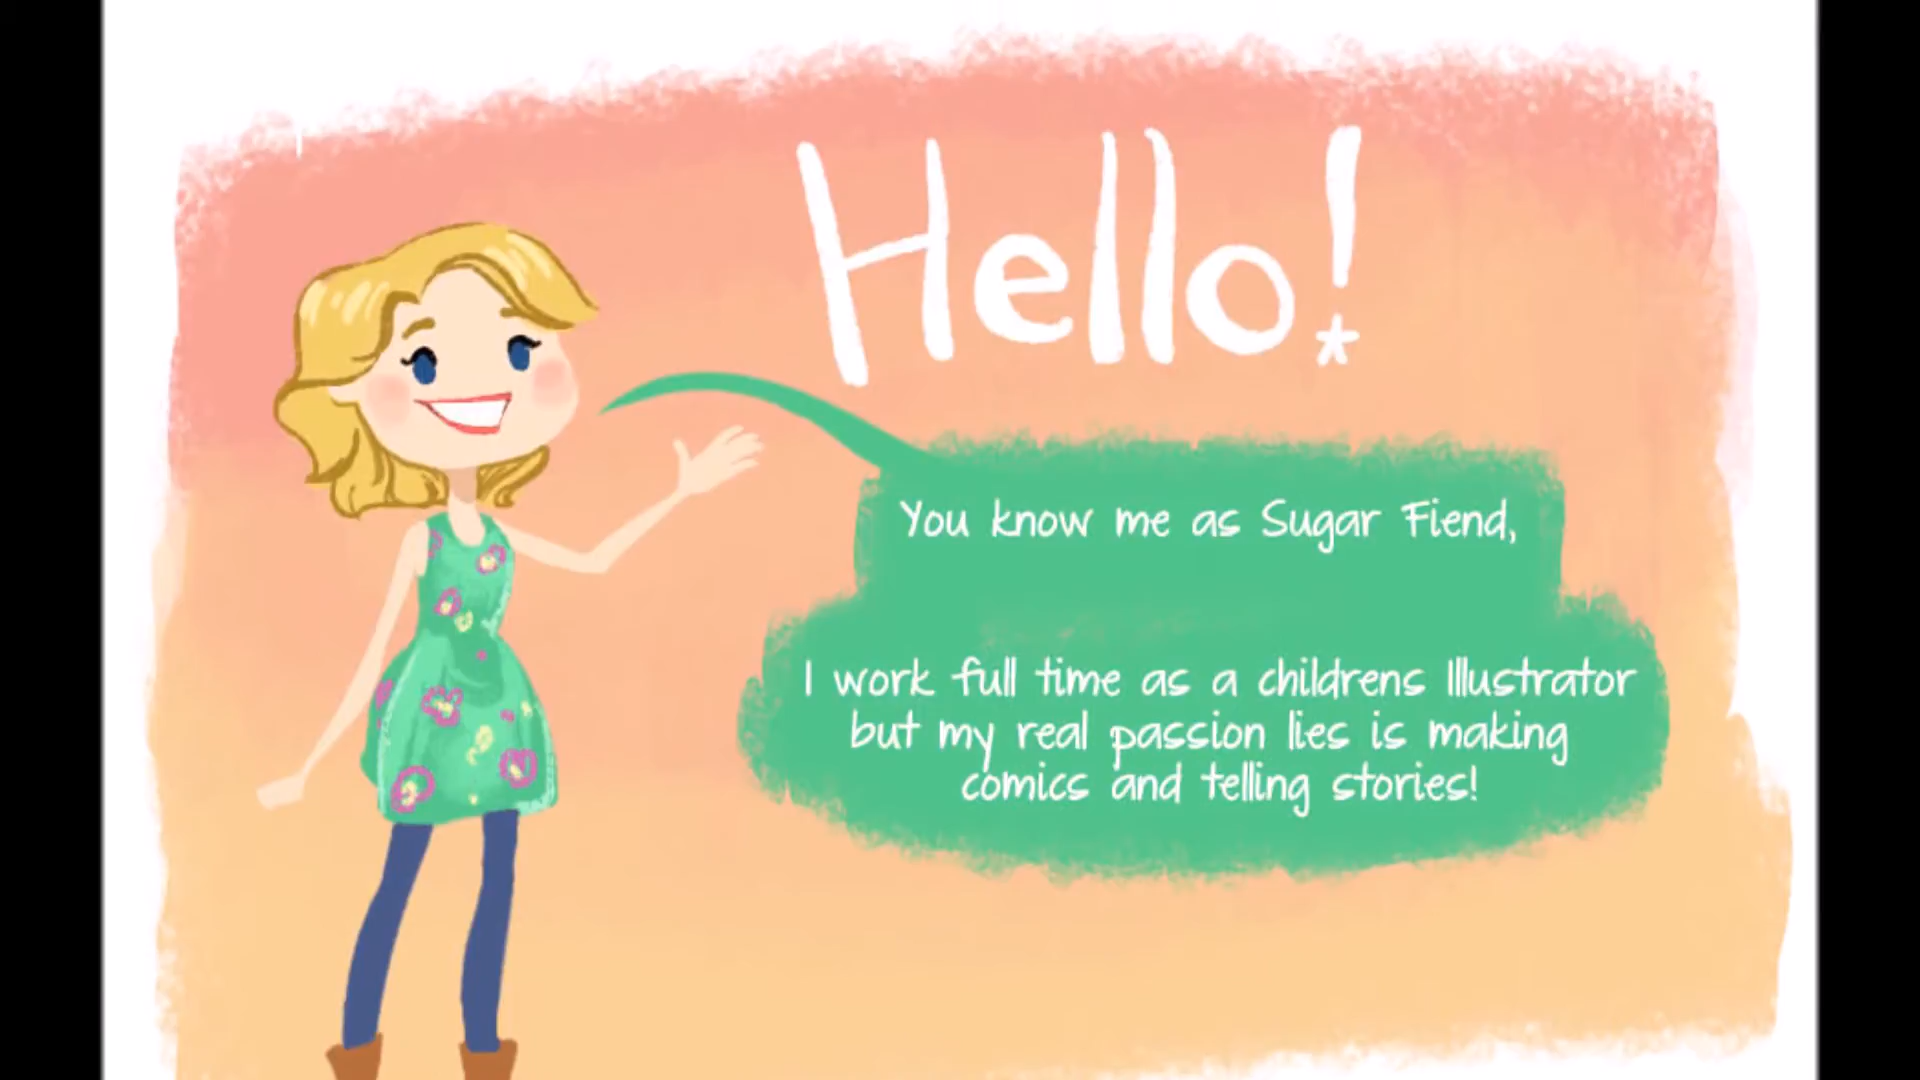 Hello!
You know me as Sugar Fiend,
I work full time as a childrens Illustrator
but my real passion lies is making
comics and telling stories!